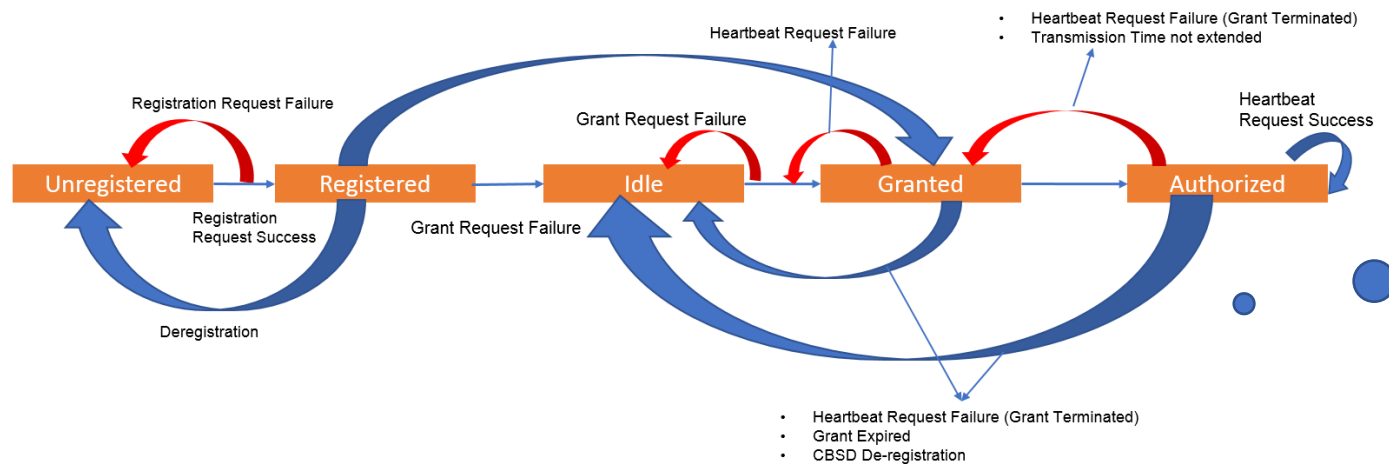 Heartbeat Request Failure (Grant Terminated)
Transmission Time not extended
Heartbeat Request Failure
Registration Request Failure
Grant Request Failure
Heartbeat
Request Success
Unregistered
Registered
Idle
Granted
Authorized
Registration
Request Success
Grant Request Failure
Deregistration
Heartbeat Request Failure (Grant Terminated)
Grant Expired
CBSD De-registration